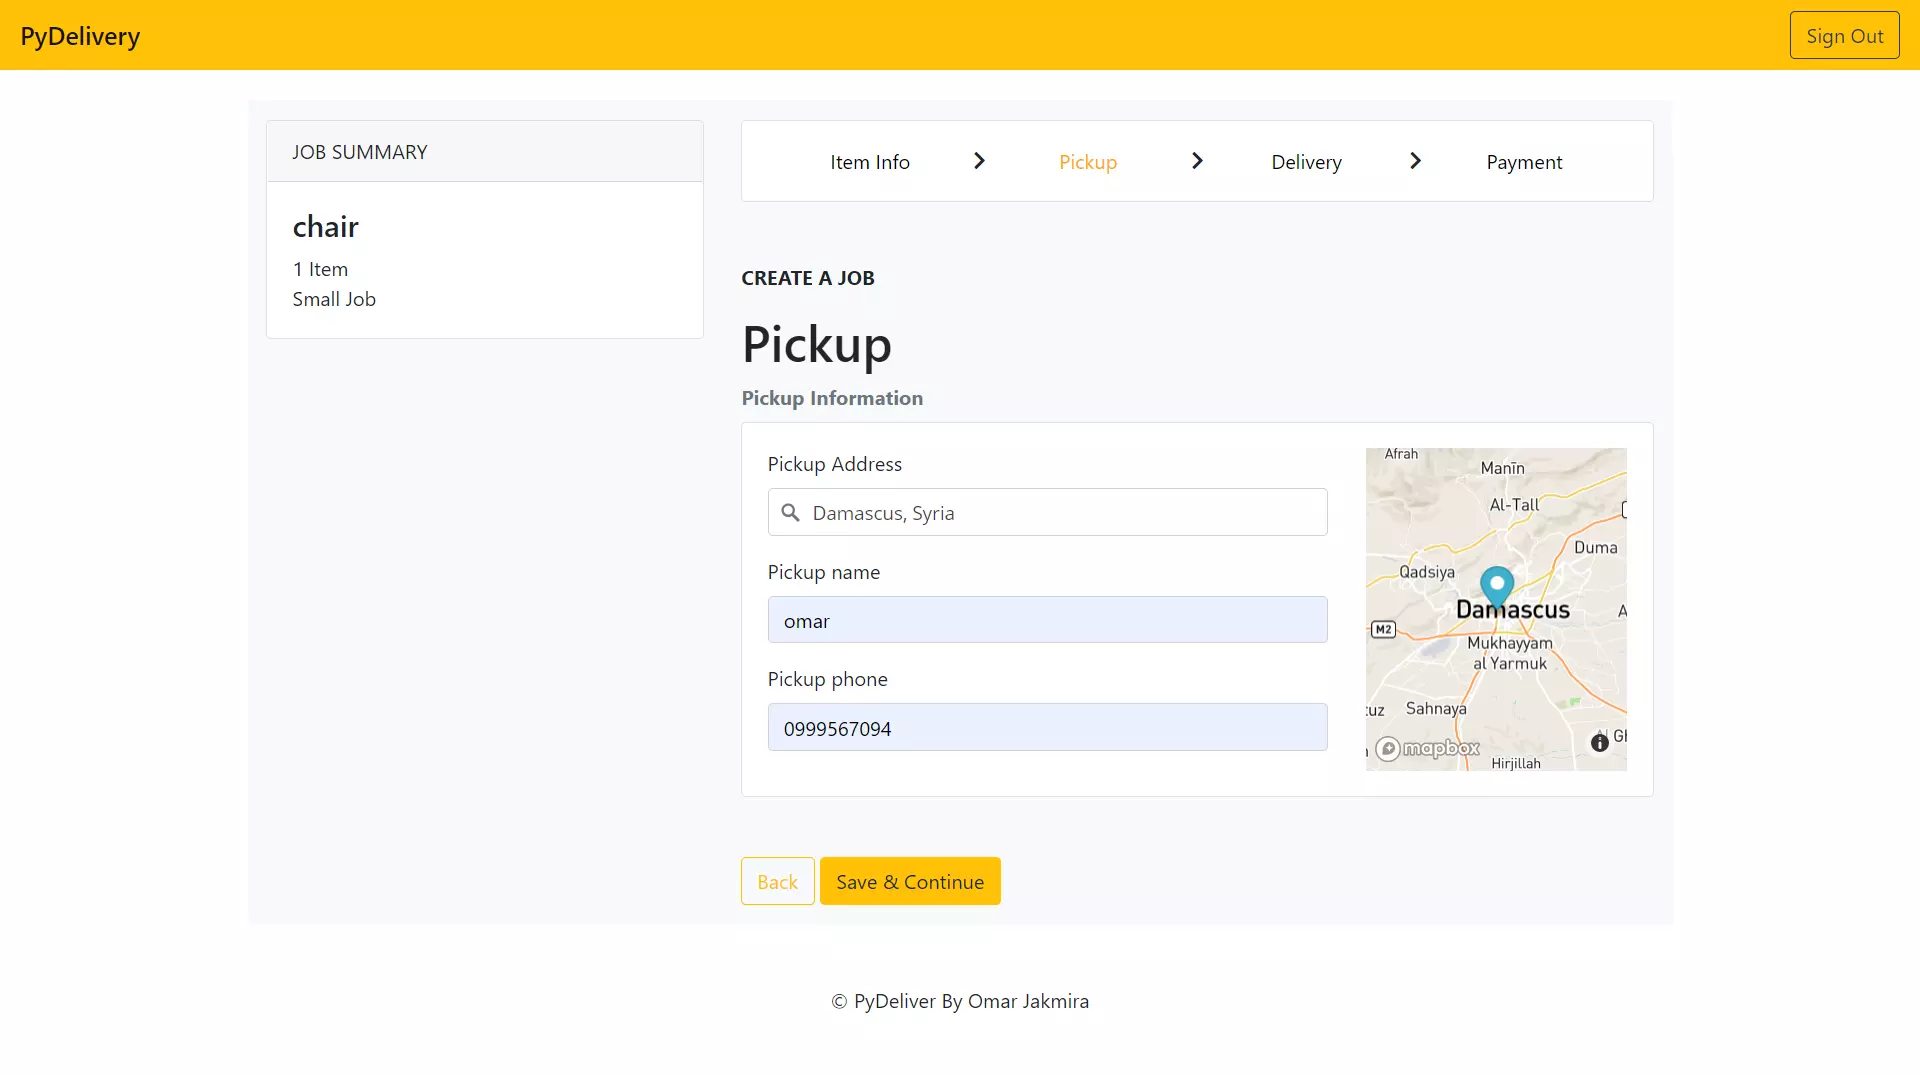 PyDelivery
Sign Out
JOB SUMMARY
chair
1 Item
Small Job
Item Info
Pickup
Delivery
Payment
CREATE A JOB
Pickup
Pickup Information
Pickup Address
Damascus, Syria
Pickup name
omar
Pickup phone
0999567094
Afrah
Manīn
Al-Tall
Duma
Qadsiya
Damascus
M2
Mukhayyam
al Yarmuk
Sahnaya
mapbox
Hirjillah
Back
Save & Continue
© PyDeliver By Omar Jakmira